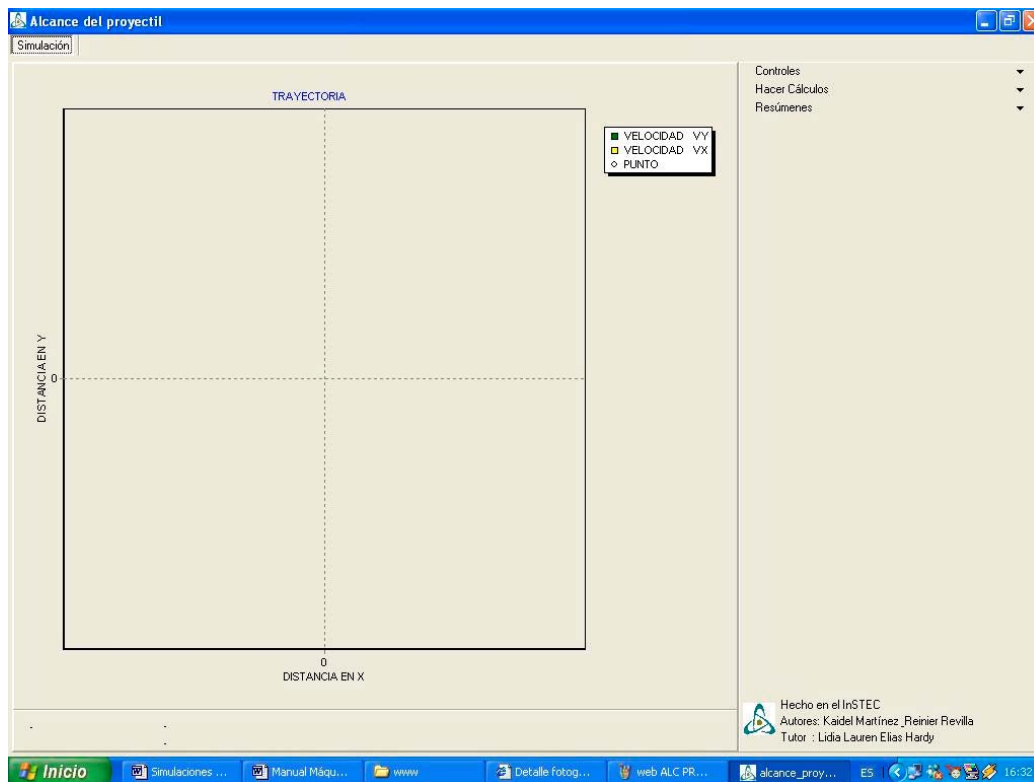 Alcance del proyectil
Simulación
TRAYECTORIA
VELOCIDAD VY
VELOCIDAD VX
PUNTO
DISTANCIA EN Y
0
0
DISTANCIA EN X
Controles
Hacer Cálculos
Resúmenes
Hecho en el InSTEC
Autores: Kaidel Martínez_Reinier Revilla
Tutor : Lidia Lauren Elias Hardy
Inicio
Simulaciones ...
Manual Máqu...
www
Detalle fotog...
web ALC PR...
alcance_proy...
ES
16:32